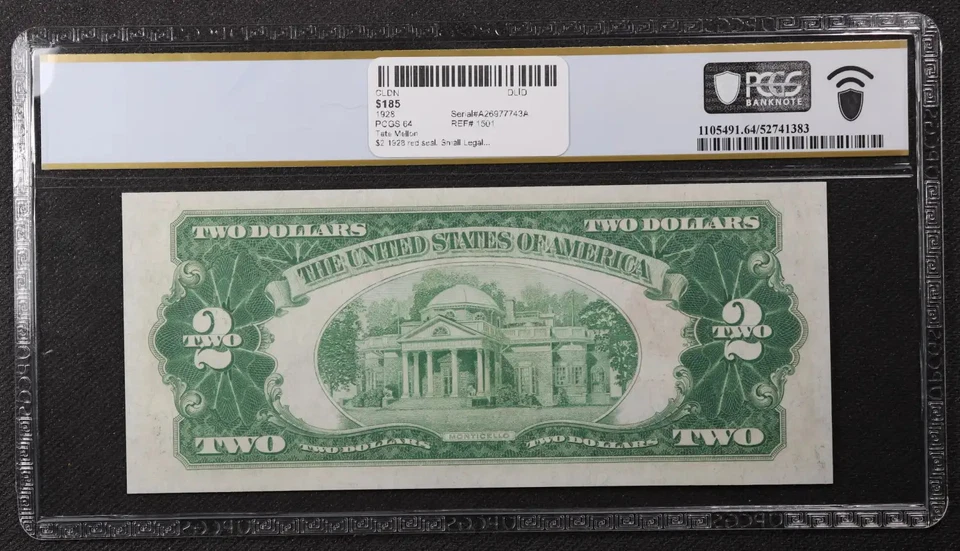 CLDN DLID
$185
1928 Serial#A26977743A
PCGS 64 REF# 1501
Tate Mellon
$2 1928 red seal. Small Legal...
PCGS
BANKNOTE
1105491.64/52741383
TWO DOLLARS TWO DOLLARS
THE UNITED STATES OF AMERICA
2 TWO 2 TWO
TWO TWO DOLLARS MONTICELLO TWO DOLLARS TWO